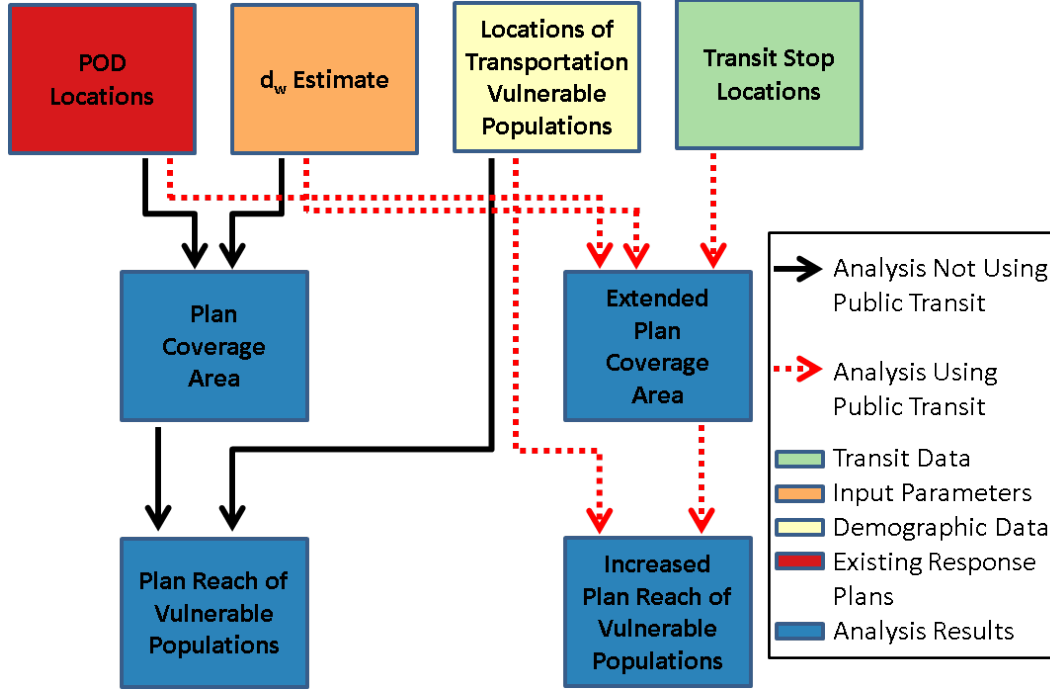 POD
Locations
d_w Estimate
Locations of
Transportation
Vulnerable
Populations
Transit Stop
Locations
Plan
Coverage
Area
Extended
Plan
Coverage
Area
Plan Reach of
Vulnerable
Populations
Increased
Plan Reach of
Vulnerable
Populations
Analysis Not Using
Public Transit
Analysis Using
Public Transit
Transit Data
Input Parameters
Demographic Data
Existing Response
Plans
Analysis Results